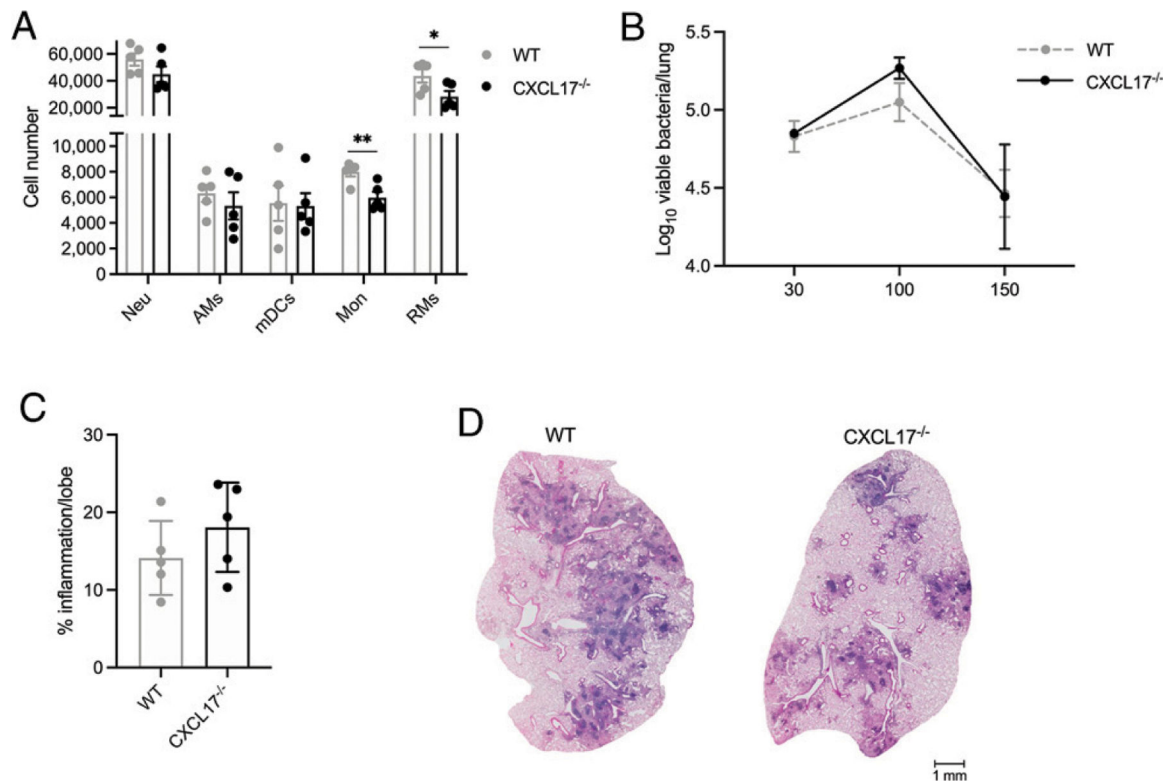 A
60,000
40,000
20,000
10,000
8,000
6,000
4,000
2,000
0
Cell number
*
**
Neu
AMs
mDCs
Mon
RMs
WT
CXCL17-/-
B
5.5
5.0
4.5
4.0
Log10 viable bacteria/lung
30
100
150
WT
CXCL17-/-
C
30
20
10
0
% inflammation/lobe
WT
CXCL17-/-
D
WT
CXCL17-/-
1 mm